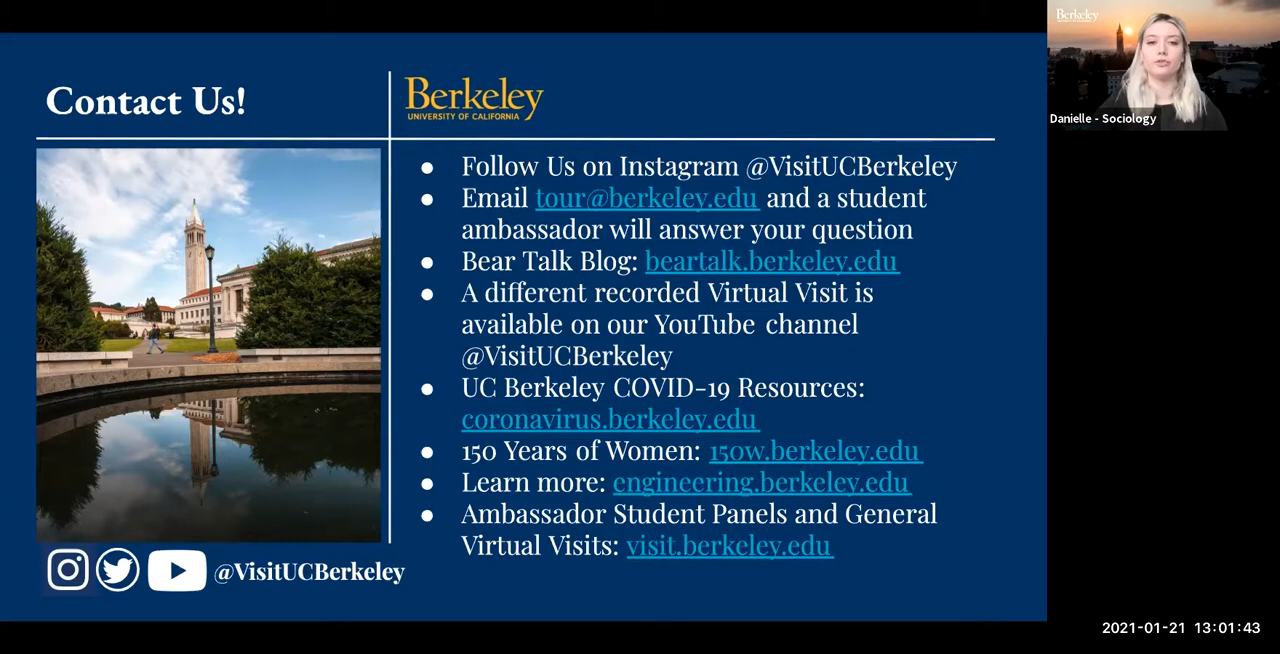 Contact Us!
Berkeley
UNIVERSITY OF CALIFORNIA
● Follow Us on Instagram @VisitUCBerkeley
● Email tour@berkeley.edu and a student
ambassador will answer your question
● Bear Talk Blog: beartalk.berkeley.edu
● A different recorded Virtual Visit is
available on our YouTube channel
@VisitUCBerkeley
● UC Berkeley COVID-19 Resources:
coronavirus.berkeley.edu
● 150 Years of Women: 150w.berkeley.edu
● Learn more: engineering.berkeley.edu
● Ambassador Student Panels and General
Virtual Visits: visit.berkeley.edu
@VisitUCBerkeley
Berkeley
Danielle - Sociology
2021-01-21 13:01:43